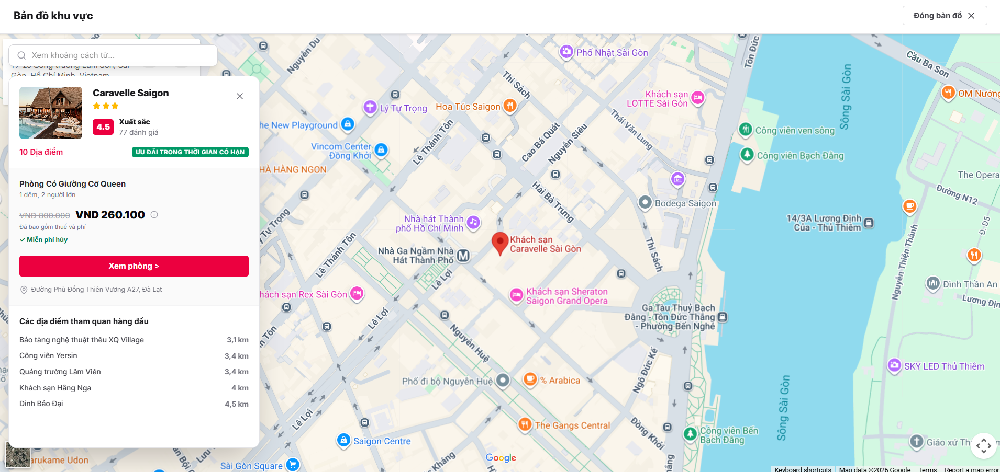 Bản đồ khu vực
Đóng bản đồ
Xem khoảng cách từ...
Gòn, Hồ Chí Minh, Vietnam
Caravelle Saigon
4.5
Xuất sắc
77 đánh giá
10 Địa điểm
ƯU ĐÃI TRONG THỜI GIAN CÓ HẠN
Phòng Có Giường Cỡ Queen
1 đêm, 2 người lớn
VND 800.000 VND 260.100
Đã bao gồm thuế và phí
Miễn phí hủy
Xem phòng >
Đường Phù Đổng Thiên Vương A27, Đà Lạt
Các địa điểm tham quan hàng đầu
Bảo tàng nghệ thuật thêu XQ Village 3,1 km
Công viên Yersin 3,4 km
Quảng trường Lâm Viên 3,4 km
Khách sạn Hằng Nga 4 km
Dinh Bảo Đại 4,5 km
Nguyễn Du
Phố Nhật Sài Gòn
Tôn Đức
Cầu Ba Son
Sông Sài Gòn
Thi Sách
Khách sạn
LOTTE Sài Gòn
OM Nướng
Lý Tự Trọng
Hoa Túc Saigon
Thái Văn Lung
he New Playground
Lê Thánh Tôn
Cao Bá Quát
Nguyễn Siêu
Công viên ven sông
Vincom Center
Đồng Khởi
Công viên Bạch Đằng
HÀ HÀNG NGON
The Opera
Đường N12
Hai Bà Trưng
Bodega Saigon
Nhà hát Thành
phố Hồ Chí Minh
14/3A Lương Định
Của - Thủ Thiêm
Đ. D5
ý Tự Trọng
Khách sạn
Caravelle Sài Gòn
Nhà Ga Ngầm Nhà
Hát Thành Phố
M
Lê Thánh Tôn
Lê Lợi
Thi Sách
Nguyễn Thiện Thành
hách sạn Rex Sài Gòn
Khách sạn Sheraton
Saigon Grand Opera
Đình Thần An
Lương Địn
Ga Tàu Thuỷ Bạch
Đằng - Tôn Đức Thắng
- Phường Bến Nghé
Lê Lợi
n Tôn
Nguyễn Huệ
Ngô Đức Kế
Phố đi bộ Nguyễn Huệ
% Arabica
SKY LED Thủ Thiêm
Sông Sài Gòn
Lê Lợi
The Gangs Central
Đồng Khởi
Công viên Bến
Bạch Đằng
Saigon Centre
Giáo xứ Th
arukame Udon
Sài Gòn Square
Google
Keyboard shortcuts
Map data ©2026 Google
Terms
Report a map error